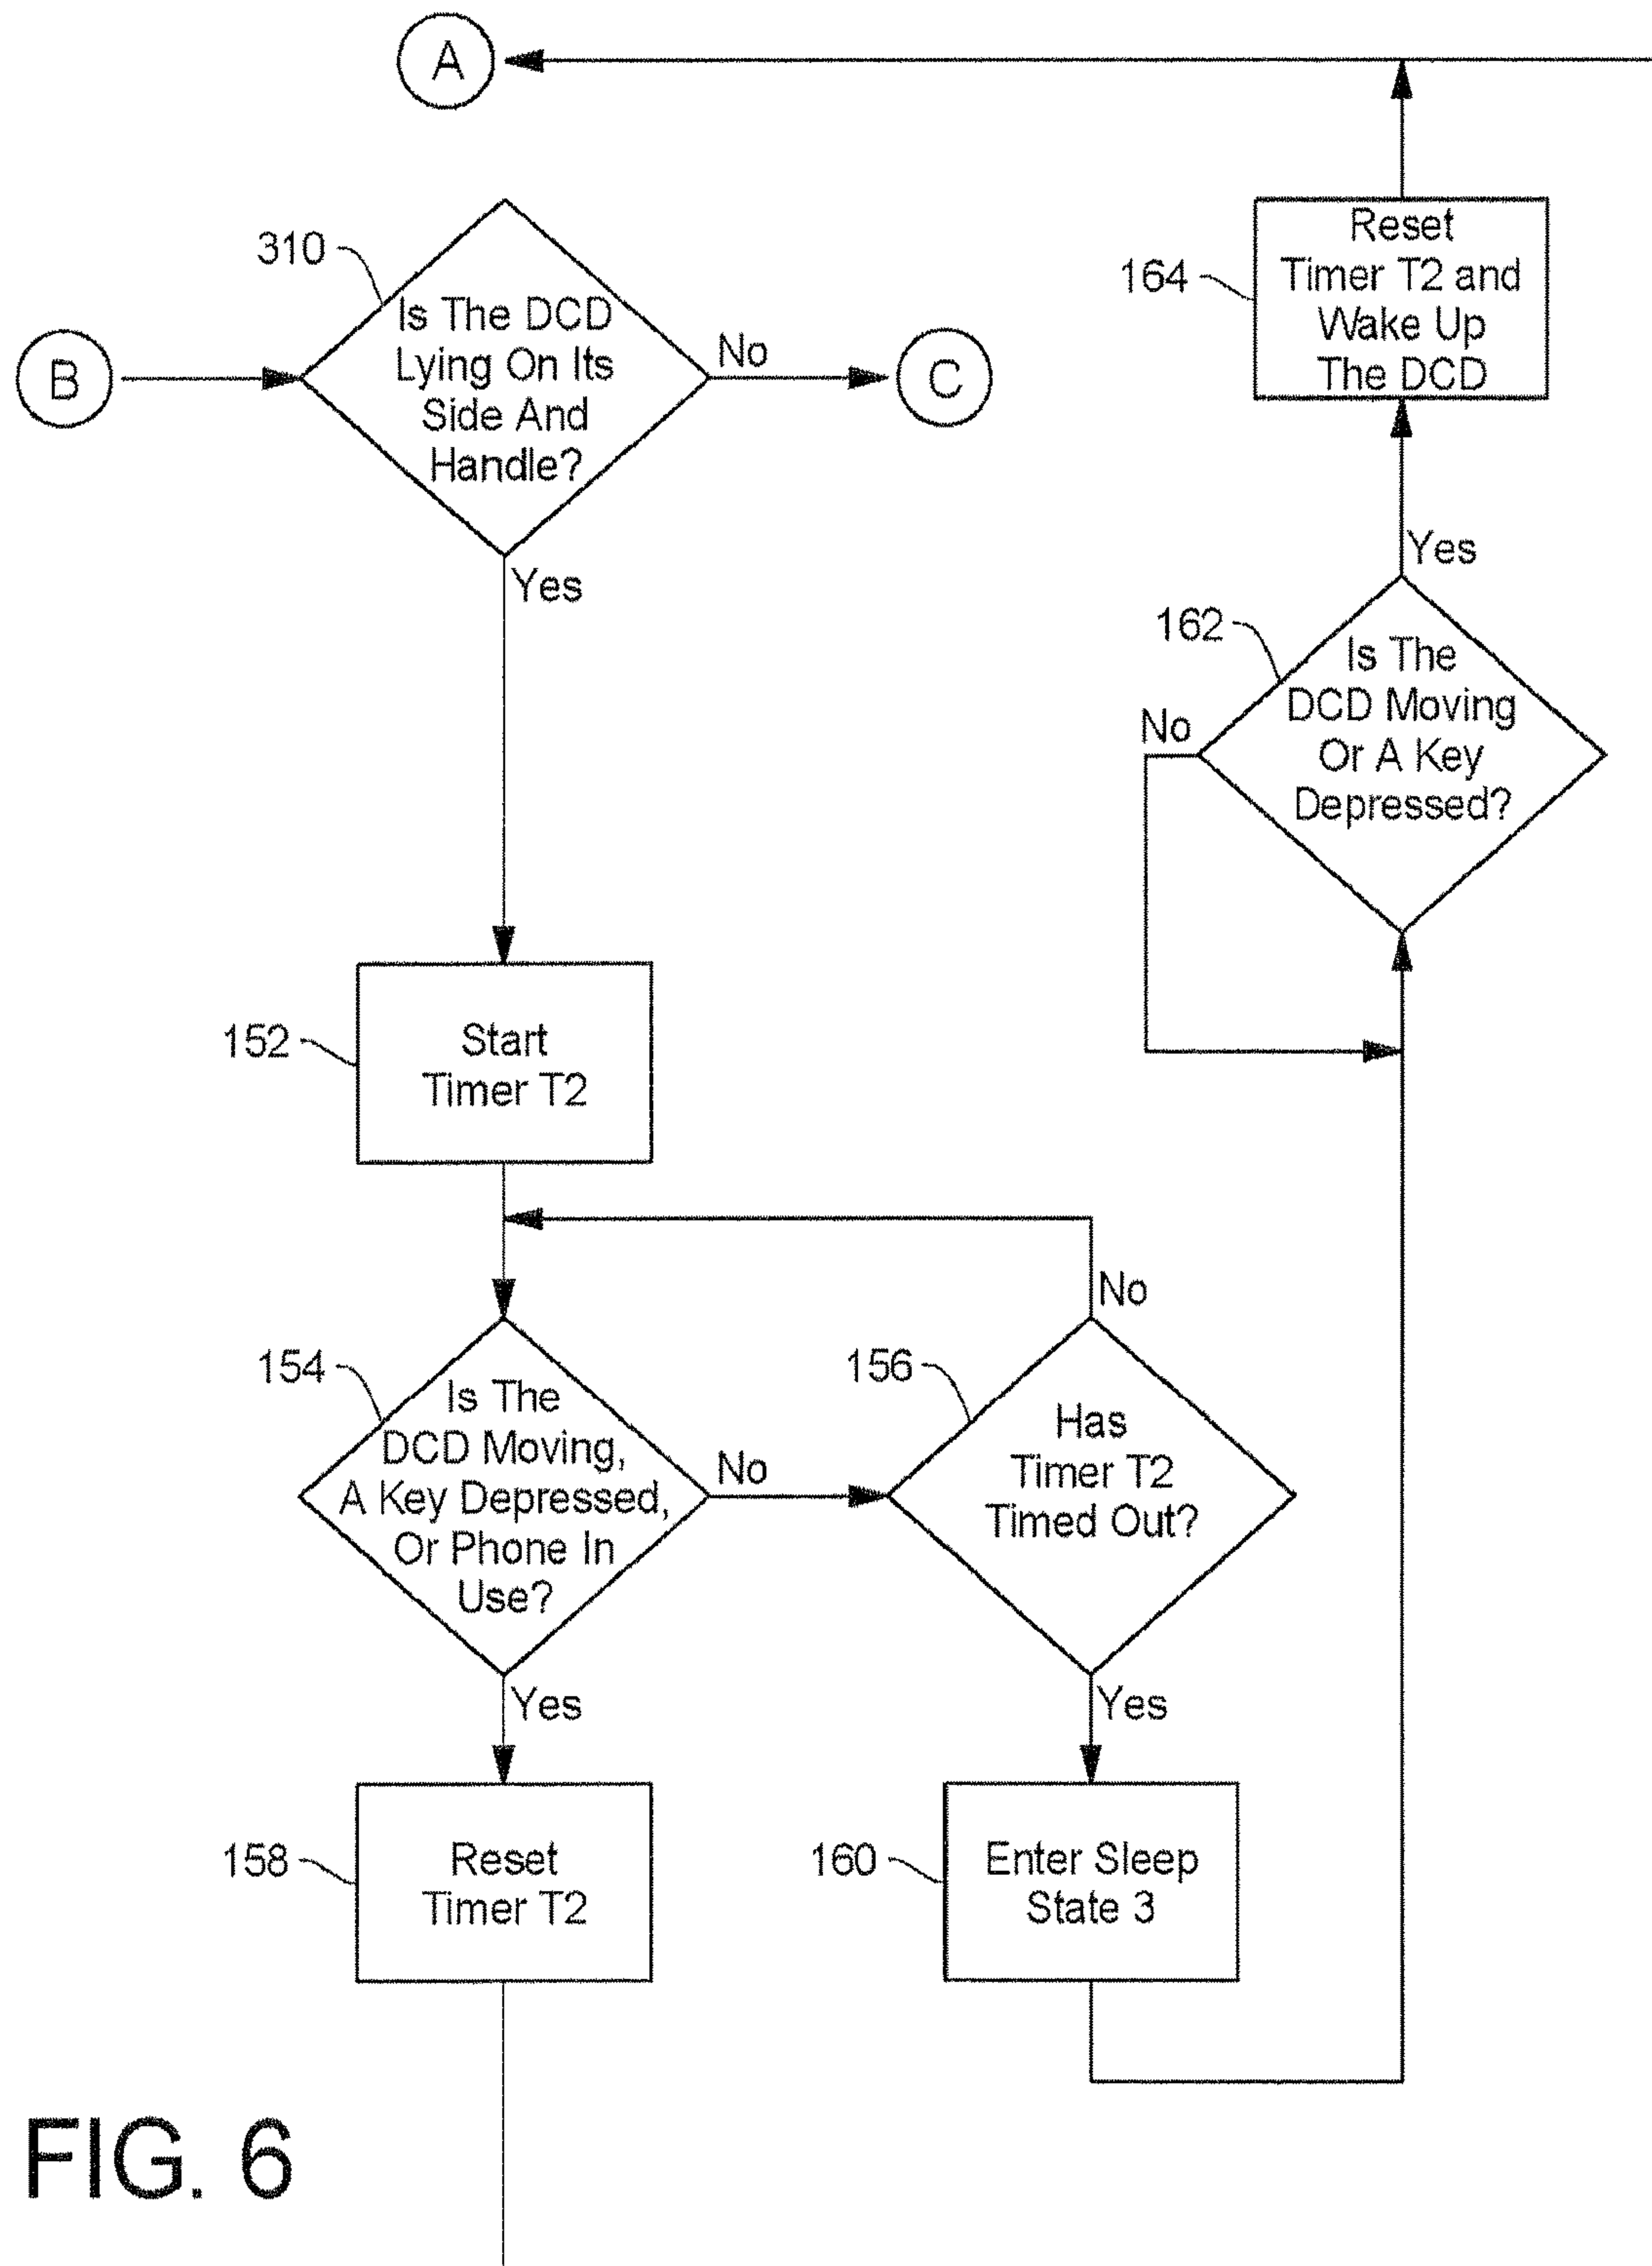 A
310
Is The DCD
Lying On Its
Side And
Handle?
B
No
C
Yes
164
Reset
Timer T2 and
Wake Up
The DCD
Yes
162
Is The
DCD Moving
Or A Key
Depressed?
No
152
Start
Timer T2
No
154
Is The
DCD Moving,
A Key Depressed,
Or Phone In
Use?
No
156
Has
Timer T2
Timed Out?
Yes
Yes
158
Reset
Timer T2
160
Enter Sleep
State 3
FIG. 6